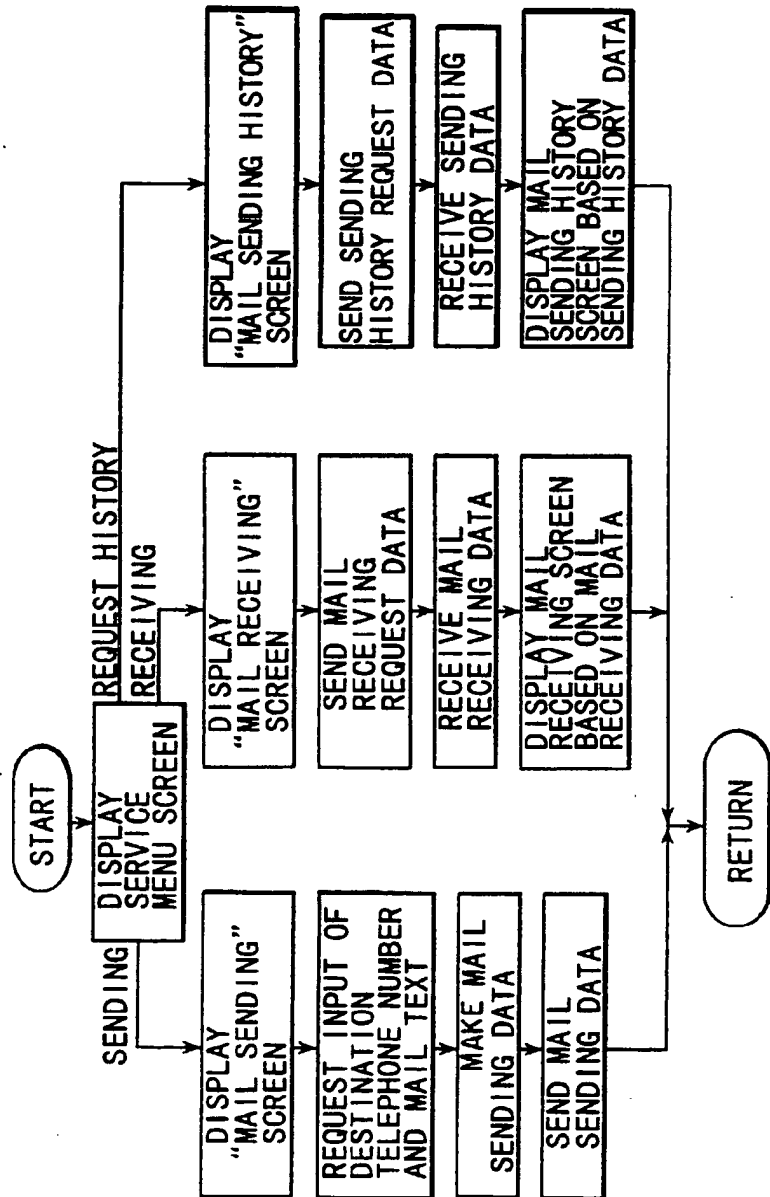 START
DISPLAY
SERVICE
MENU SCREEN
SENDING
RECEIVING
REQUEST HISTORY
DISPLAY
“MAIL SENDING”
SCREEN
REQUEST INPUT OF
DESTINATION
TELEPHONE NUMBER
AND MAIL TEXT
MAKE MAIL
SENDING DATA
SEND MAIL
SENDING DATA
DISPLAY
“MAIL RECEIVING”
SCREEN
SEND MAIL
RECEIVING
REQUEST DATA
RECEIVE MAIL
RECEIVING DATA
DISPLAY MAIL
RECEIVING SCREEN
BASED ON MAIL
RECEIVING DATA
DISPLAY
“MAIL SENDING HISTORY”
SCREEN
SEND SENDING
HISTORY REQUEST DATA
RECEIVE SENDING
HISTORY DATA
DISPLAY MAIL
SENDING HISTORY
SCREEN BASED ON
SENDING HISTORY DATA
RETURN